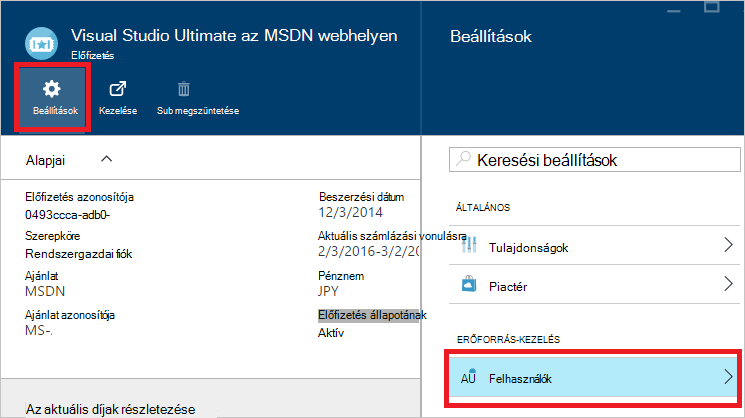 Visual Studio Ultimate az MSDN webhelyen
Előfizetés
Beállítások
Kezelése
Sub megszüntetése
Alapjai
Előfizetés azonosítója
0493ccca-adb0-
Szerepköre
Rendszergazdai fiók
Ajánlat
MSDN
Ajánlat azonosítója
MS-.
Beszerzési dátum
12/3/2014
Aktuális számlázási vonulásra
2/3/2016-3/2/20
Pénznem
JPY
Előfizetés állapotának
Aktív
Az aktuális díjak részletezése
Beállítások
Keresési beállítások
ÁLTALÁNOS
Tulajdonságok
Piactér
ERŐFORRÁS-KEZELÉS
AU Felhasználók